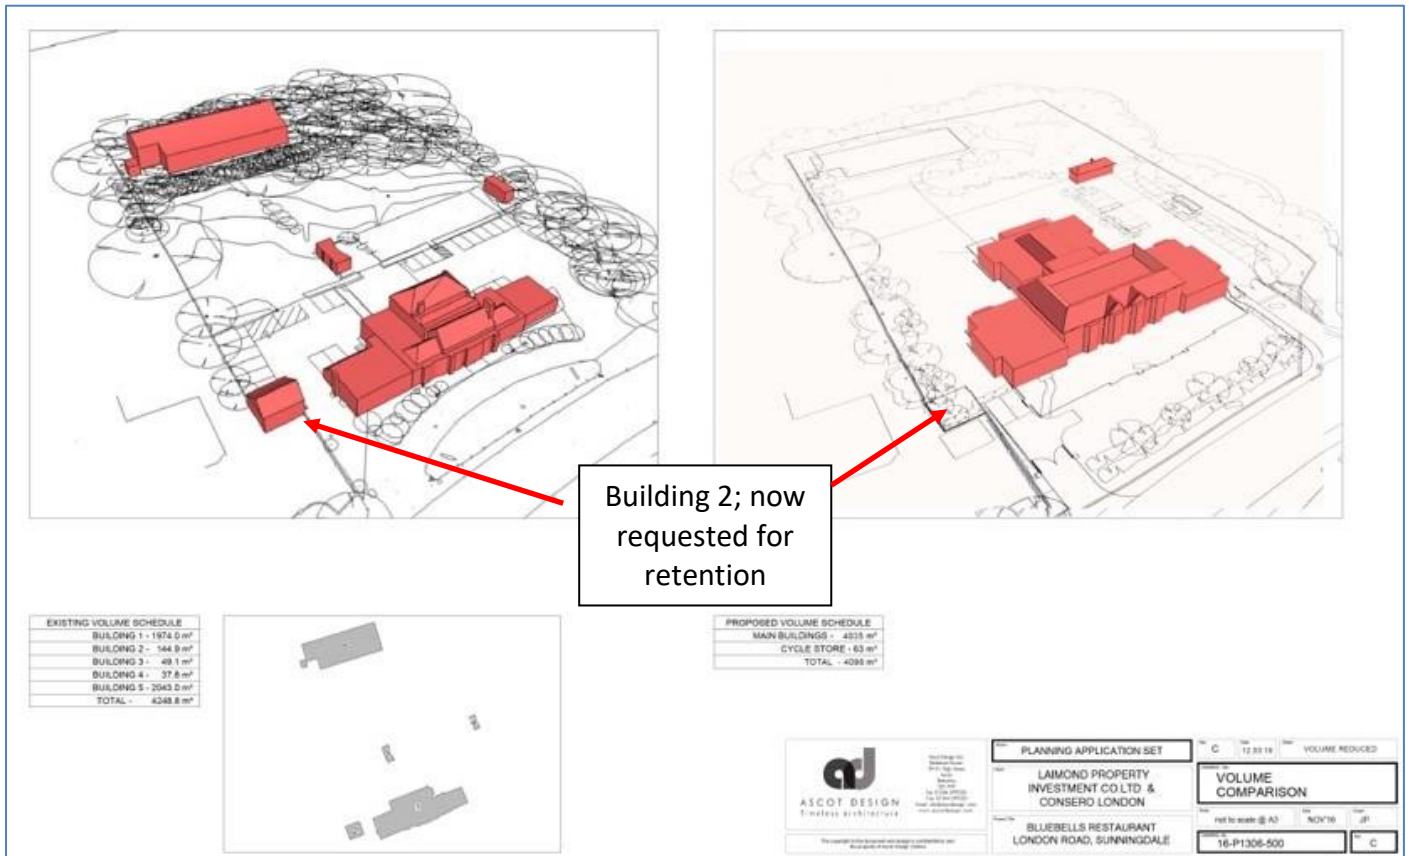 Building 2; now
requested for
retention
EXISTING VOLUME SCHEDULE
BUILDING 1 - 1974.0 m³
BUILDING 2 - 144.9 m³
BUILDING 3 - 49.1 m³
BUILDING 4 - 37.8 m³
BUILDING 5 - 2043.0 m³
TOTAL - 4248.8 m³
PROPOSED VOLUME SCHEDULE
MAIN BUILDINGS - 4035 m³
CYCLE STORE - 63 m³
TOTAL - 4098 m³
ad
ASCOT DESIGN
Timeless architecture
PLANNING APPLICATION SET
LAIMOND PROPERTY
INVESTMENT CO.LTD &
CONSERO LONDON
BLUEBELLS RESTAURANT
LONDON ROAD, SUNNINGDALE
C VOLUME REDUCED
VOLUME
COMPARISON
not to scale @ A3 NOV'16 JP
16-P1306-500 C